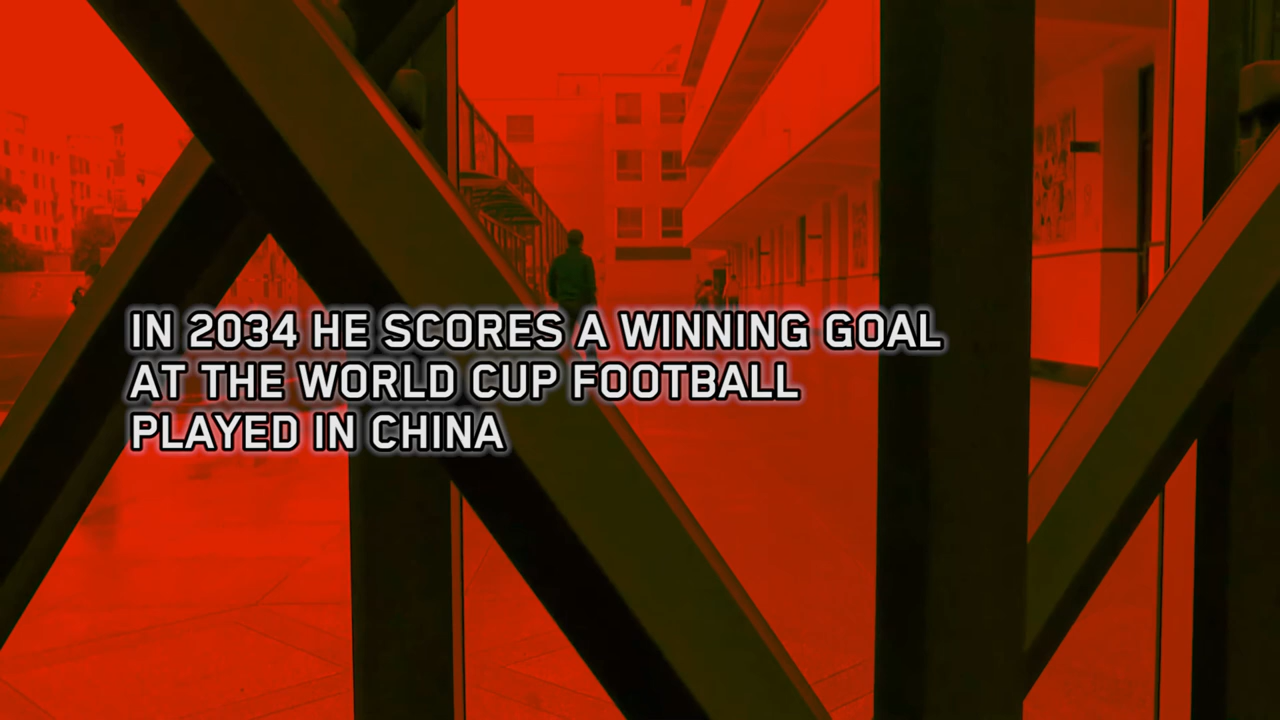 IN 2034 HE SCORES A WINNING GOAL
AT THE WORLD CUP FOOTBALL
PLAYED IN CHINA